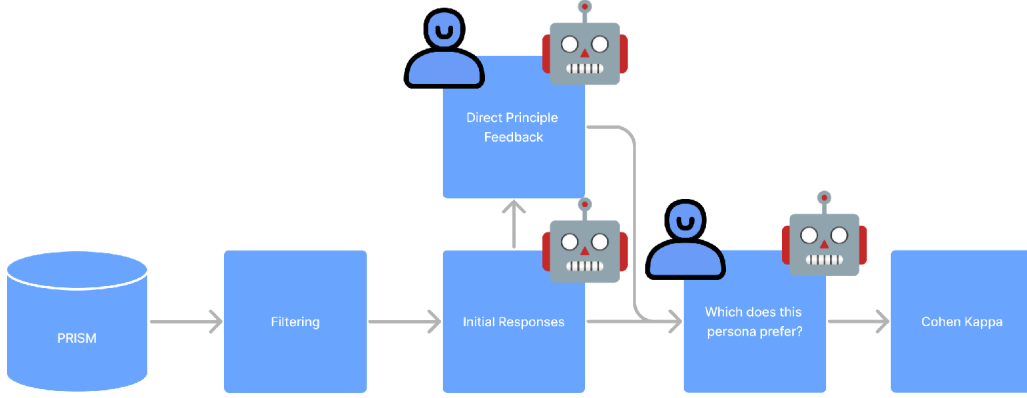 Direct Principle
Feedback
PRISM
Filtering
Initial Responses
Which does this
persona prefer?
Cohen Kappa